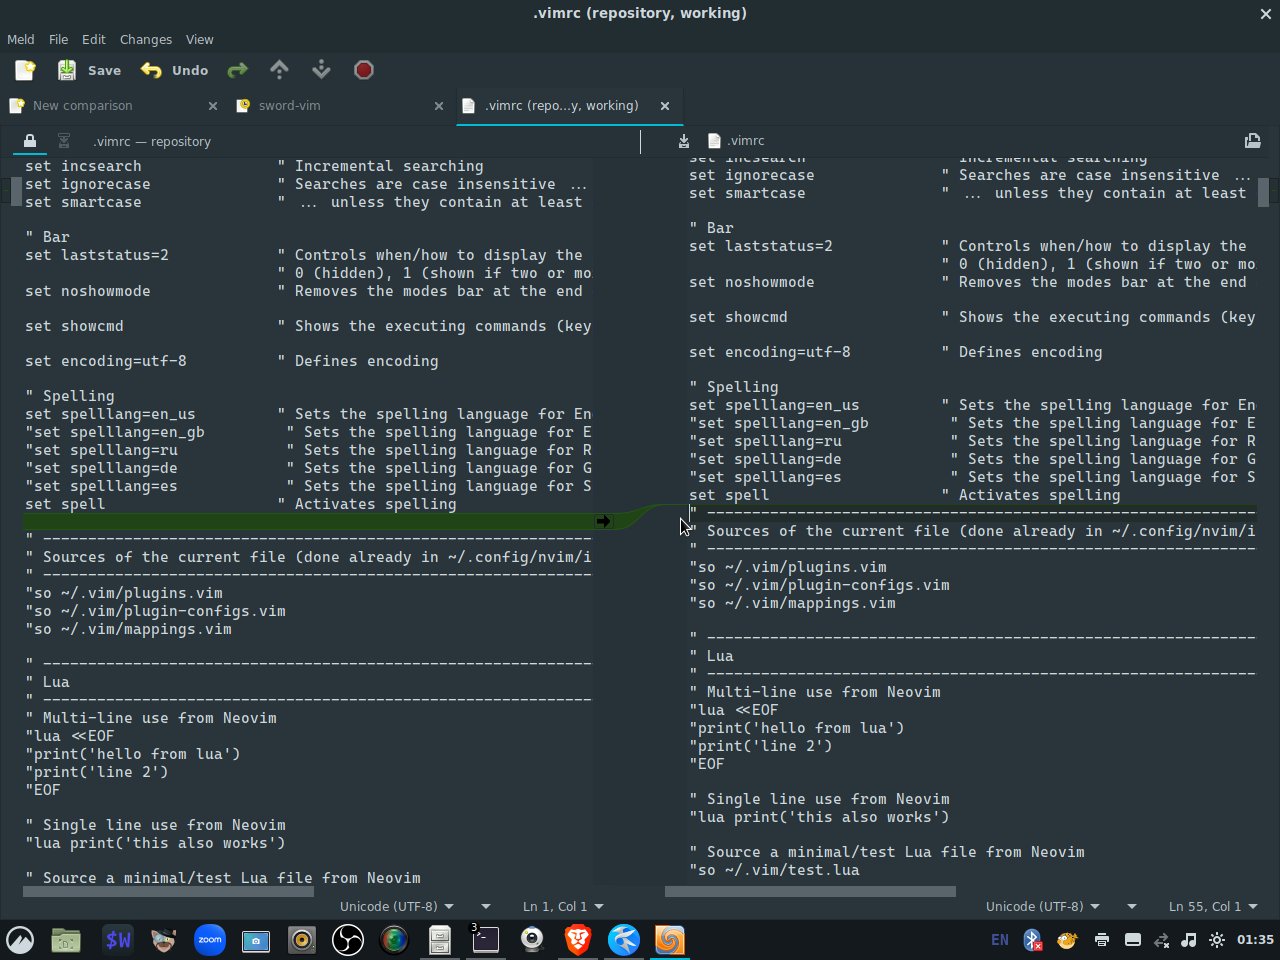 .vimrc (repository, working)
Meld File Edit Changes View
Save Undo
New comparison
sword-vim
.vimrc (repo...y, working)
.vimrc — repository
set incsearch " Incremental searching
set ignorecase " Searches are case insensitive ...
set smartcase " ... unless they contain at least
" Bar
set laststatus=2 " Controls when/how to display the
" 0 (hidden), 1 (shown if two or mo
set noshowmode " Removes the modes bar at the end
set showcmd " Shows the executing commands (key
set encoding=utf-8 " Defines encoding
" Spelling
set spelllang=en_us " Sets the spelling language for En
"set spelllang=en_gb " Sets the spelling language for E
"set spelllang=ru " Sets the spelling language for R
"set spelllang=de " Sets the spelling language for G
"set spelllang=es " Sets the spelling language for S
set spell " Activates spelling
" -------------------------------------------------------------
" Sources of the current file (done already in ~/.config/nvim/i
" -------------------------------------------------------------
"so ~/.vim/plugins.vim
"so ~/.vim/plugin-configs.vim
"so ~/.vim/mappings.vim
" -------------------------------------------------------------
" Lua
" -------------------------------------------------------------
" Multi-line use from Neovim
"lua <<EOF
"print('hello from lua')
"print('line 2')
"EOF
" Single line use from Neovim
"lua print('this also works')
" Source a minimal/test Lua file from Neovim
Unicode (UTF-8) Ln 1, Col 1
.vimrc
set incsearch " Incremental searching
set ignorecase " Searches are case insensitive ...
set smartcase " ... unless they contain at least
" Bar
set laststatus=2 " Controls when/how to display the
" 0 (hidden), 1 (shown if two or mo
set noshowmode " Removes the modes bar at the end
set showcmd " Shows the executing commands (key
set encoding=utf-8 " Defines encoding
" Spelling
set spelllang=en_us " Sets the spelling language for En
"set spelllang=en_gb " Sets the spelling language for E
"set spelllang=ru " Sets the spelling language for R
"set spelllang=de " Sets the spelling language for G
"set spelllang=es " Sets the spelling language for S
set spell " Activates spelling
" -------------------------------------------------------------
" Sources of the current file (done already in ~/.config/nvim/i
" -------------------------------------------------------------
"so ~/.vim/plugins.vim
"so ~/.vim/plugin-configs.vim
"so ~/.vim/mappings.vim
" -------------------------------------------------------------
" Lua
" -------------------------------------------------------------
" Multi-line use from Neovim
"lua <<EOF
"print('hello from lua')
"print('line 2')
"EOF
" Single line use from Neovim
"lua print('this also works')
" Source a minimal/test Lua file from Neovim
"so ~/.vim/test.lua
Unicode (UTF-8) Ln 55, Col 1
$W zoom 3 EN 01:35